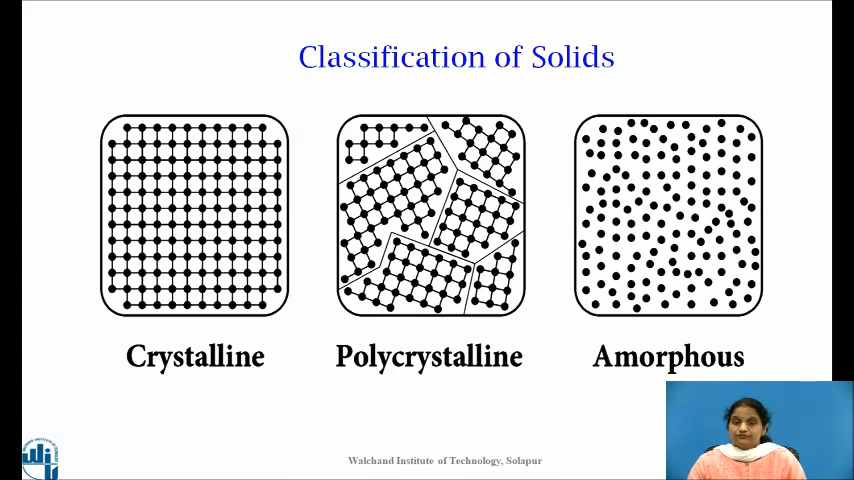 Classification of Solids
Crystalline
Polycrystalline
Amorphous
Walchand Institute of Technology, Solapur